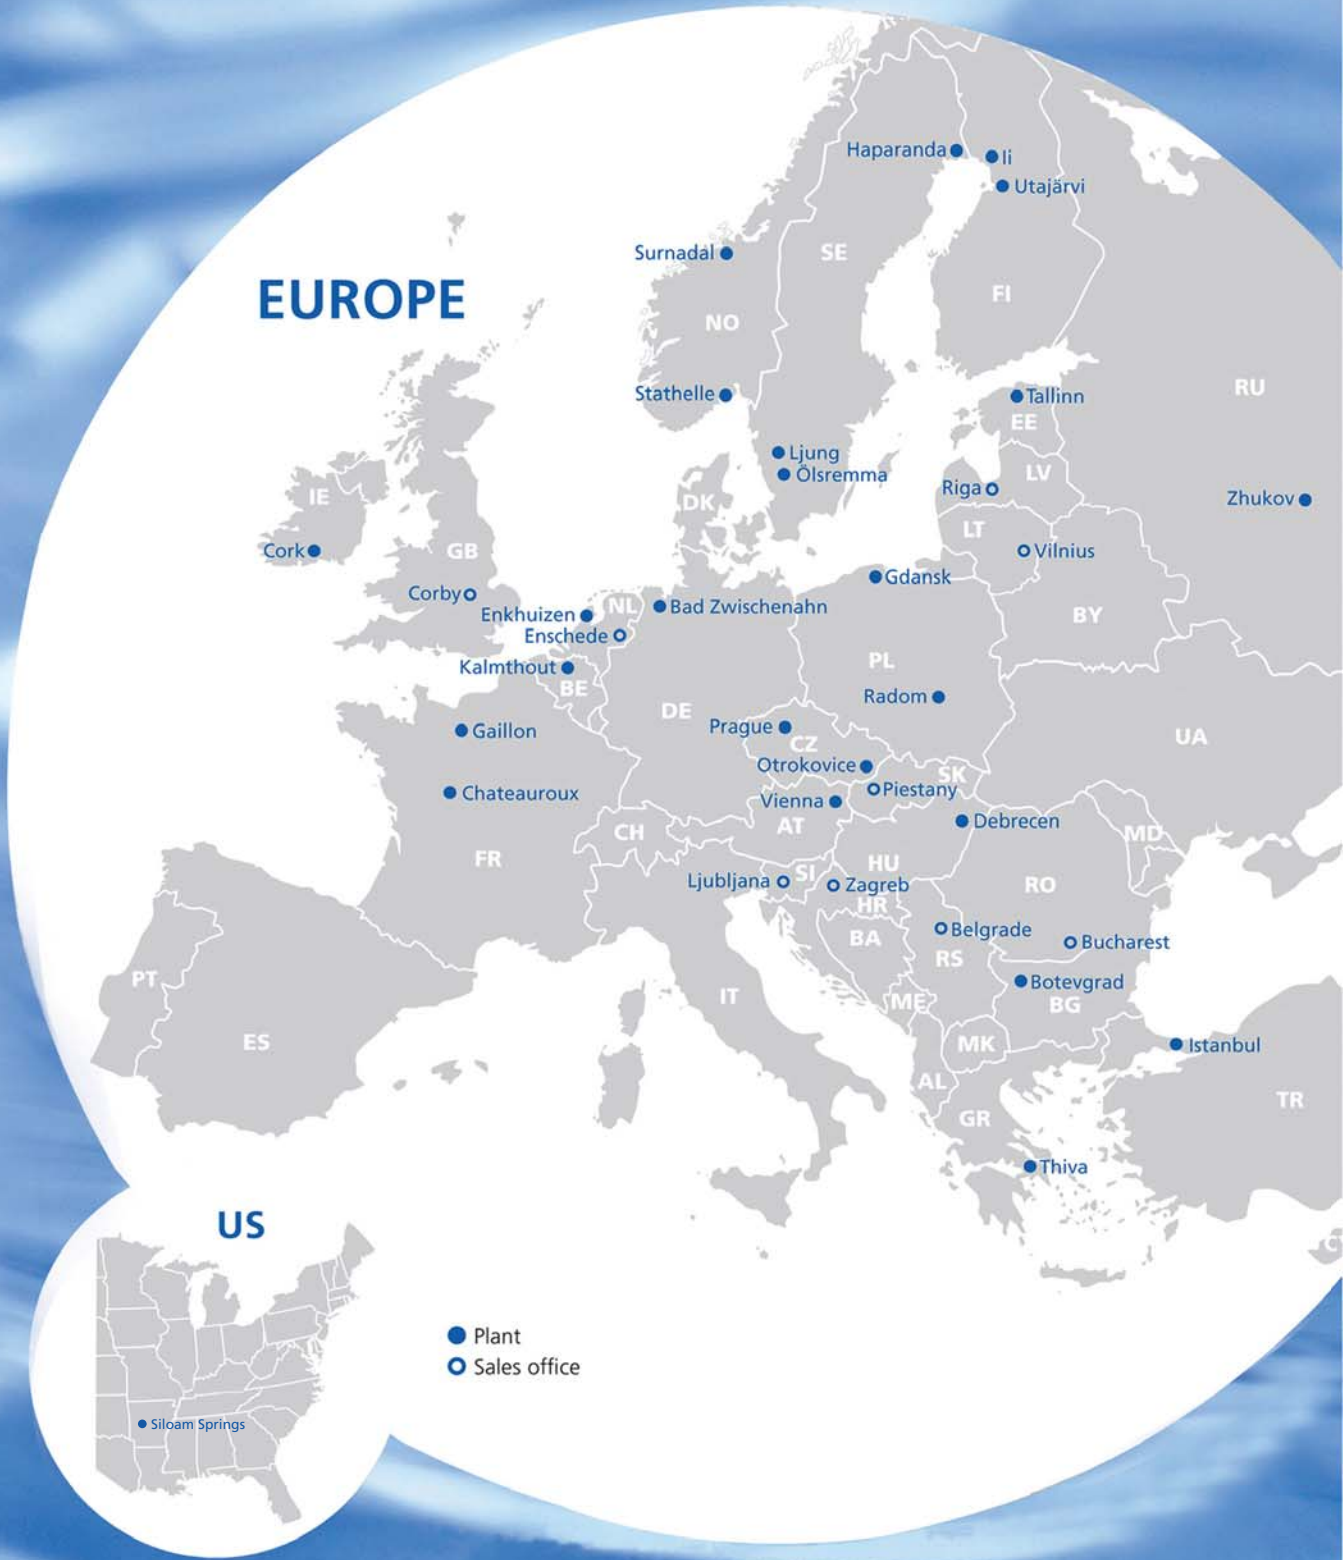 Haparanda
Ii
Utajärvi
Surnadal
SE
EUROPE
FI
NO
RU
Stathelle
Tallinn
EE
Ljung
LV
Ölsremma
Riga
IE
DK
Zhukov
LT
Cork
GB
Vilnius
Gdansk
Corby
NL
Bad Zwischenahn
Enkhuizen
BY
Enschede
PL
Kalmthout
BE
Radom
DE
Gaillon
Prague
UA
CZ
Otrokovice
SK
Piestany
Chateauroux
Vienna
Debrecen
AT
CH
MD
FR
HU
SI
Ljubljana
Zagreb
RO
HR
Belgrade
BA
Bucharest
RS
PT
Botevgrad
IT
ME
BG
ES
MK
Istanbul
AL
TR
GR
Thiva
US
C
Plant
Sales office
Siloam Springs